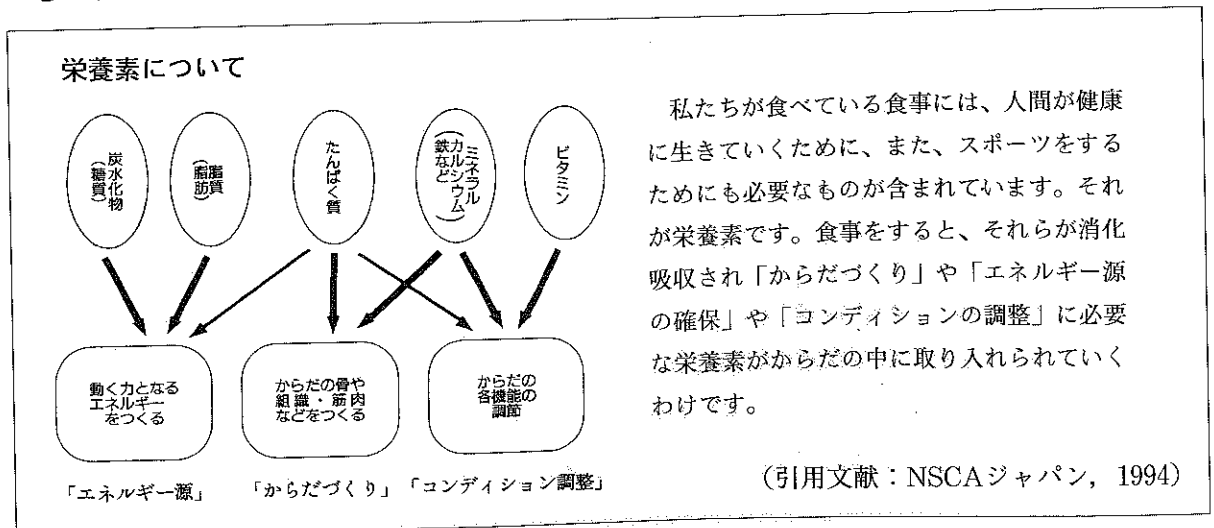 栄養素について
炭水化物
(糖質)
脂質
(脂肪)
たんぱく質
ミネラル
(カルシウム
鉄など)
ビタミン
動く力となる
エネルギー
をつくる
からだの骨や
組織・筋肉
などをつくる
からだの
各機能の
調節
「エネルギー源」
「からだづくり」
「コンディション調整」
私たちが食べている食事には、人間が健康
に生きていくために、また、スポーツをする
ためにも必要なものが含まれています。それ
が栄養素です。食事をすると、それらが消化
吸収され「からだづくり」や「エネルギー源
の確保」や「コンディションの調整」に必要
な栄養素がからだの中に取り入れられていく
わけです。
(引用文献:NSCAジャパン, 1994)